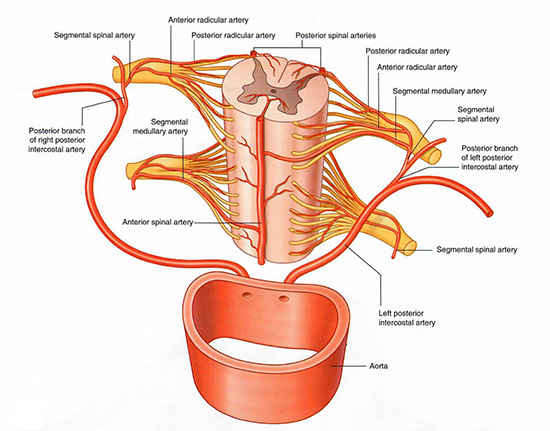 Anterior radicular artery
Segmental spinal artery
Posterior radicular artery
Posterior spinal arteries
Posterior radicular artery
Anterior radicular artery
Segmental medullary artery
Segmental
spinal artery
Posterior branch
of right posterior
intercostal artery
Segmental
medullary artery
Posterior branch
of left posterior
intercostal artery
Anterior spinal artery
Segmental spinal artery
Left posterior
intercostal artery
Aorta